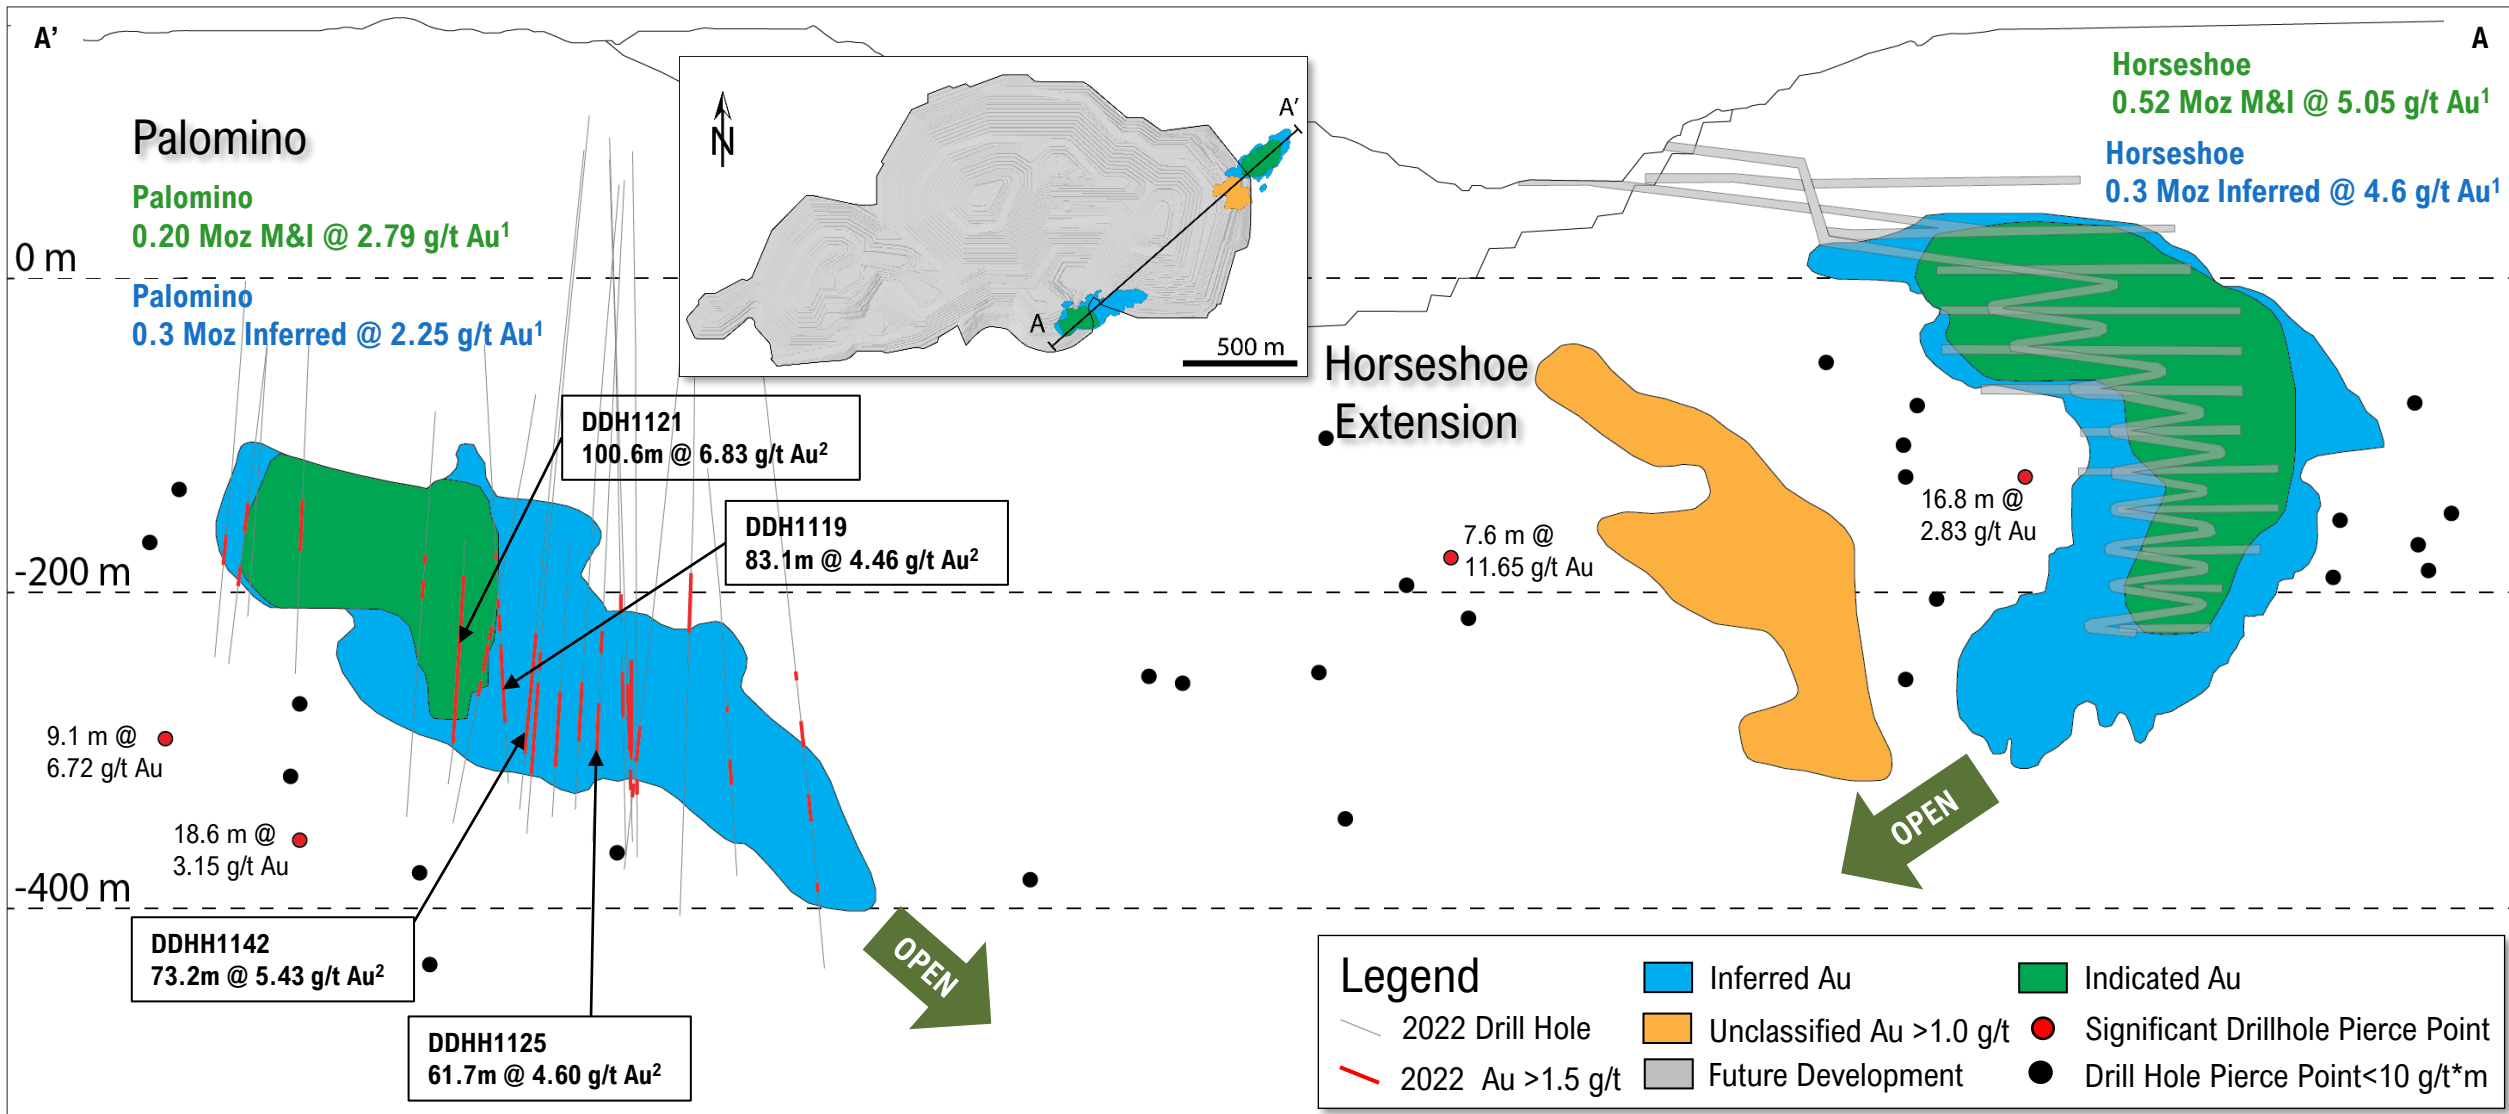 A’
A
Palomino
Palomino
0.20 Moz M&I @ 2.79 g/t Au1
Palomino
0.3 Moz Inferred @ 2.25 g/t Au1
N
A’
A
500 m
Horseshoe
0.52 Moz M&I @ 5.05 g/t Au1
Horseshoe
0.3 Moz Inferred @ 4.6 g/t Au1
0 m
-200 m
-400 m
Horseshoe
Extension
DDH1121
100.6m @ 6.83 g/t Au2
DDH1119
83.1m @ 4.46 g/t Au2
7.6 m @
11.65 g/t Au
16.8 m @
2.83 g/t Au
9.1 m @
6.72 g/t Au
18.6 m @
3.15 g/t Au
DDHH1142
73.2m @ 5.43 g/t Au2
DDHH1125
61.7m @ 4.60 g/t Au2
OPEN
OPEN
Legend
2022 Drill Hole
2022 Au >1.5 g/t
Inferred Au
Unclassified Au >1.0 g/t
Future Development
Indicated Au
Significant Drillhole Pierce Point
Drill Hole Pierce Point<10 g/t*m